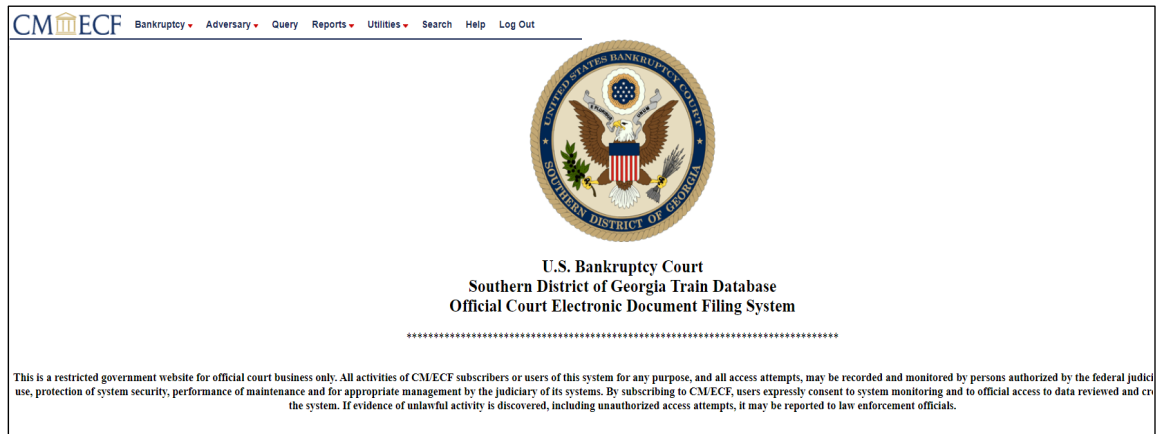 CM ECF Bankruptcy Adversary Query Reports Utilities Search Help Log Out
UNITED STATES BANKRUPTCY COURT
E PLURIBUS UNUM
SOUTHERN DISTRICT OF GEORGIA
U.S. Bankruptcy Court
Southern District of Georgia Train Database
Official Court Electronic Document Filing System
********************************************************************************
This is a restricted government website for official court business only. All activities of CM/ECF subscribers or users of this system for any purpose, and all access attempts, may be recorded and monitored by persons authorized by the federal judici
use, protection of system security, performance of maintenance and for appropriate management by the judiciary of its systems. By subscribing to CM/ECF, users expressly consent to system monitoring and to official access to data reviewed and cr
the system. If evidence of unlawful activity is discovered, including unauthorized access attempts, it may be reported to law enforcement officials.